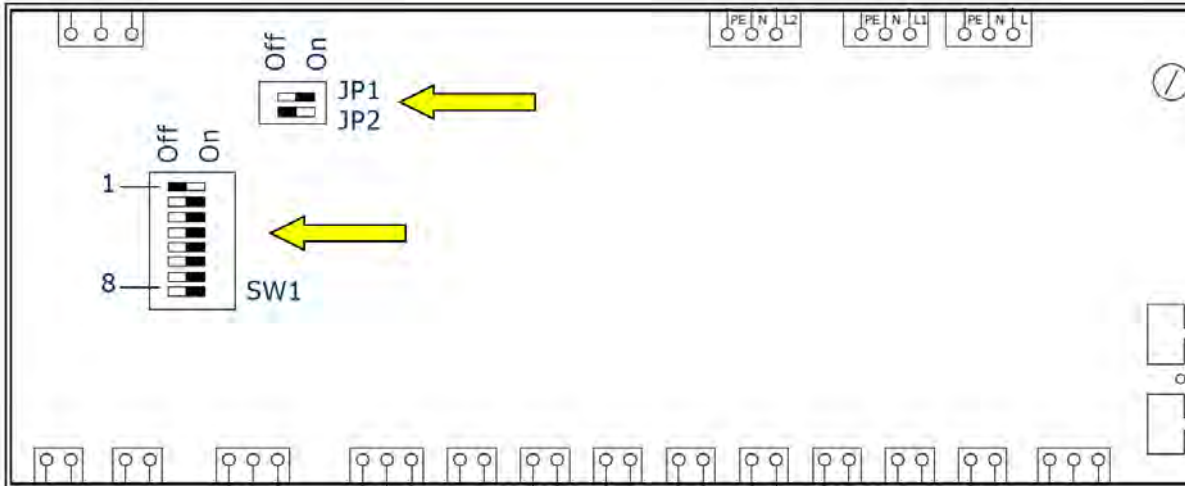 PE N L2
PE N L1
PE N L
Off On
JP1
JP2
Off On
1
8
SW1